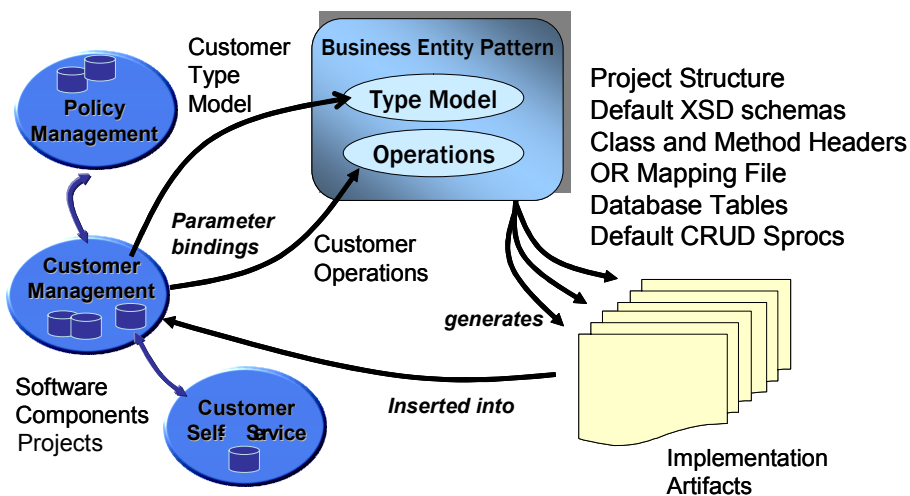 Customer
Type
Model
Business Entity Pattern
Type Model
Operations
Project Structure
Default XSD schemas
Class and Method Headers
OR Mapping File
Database Tables
Default CRUD Sprocs
Policy
Management
Parameter
bindings
Customer
Operations
Customer
Management
generates
Inserted into
Software
Components
Projects
Customer
Self- Service
Implementation
Artifacts